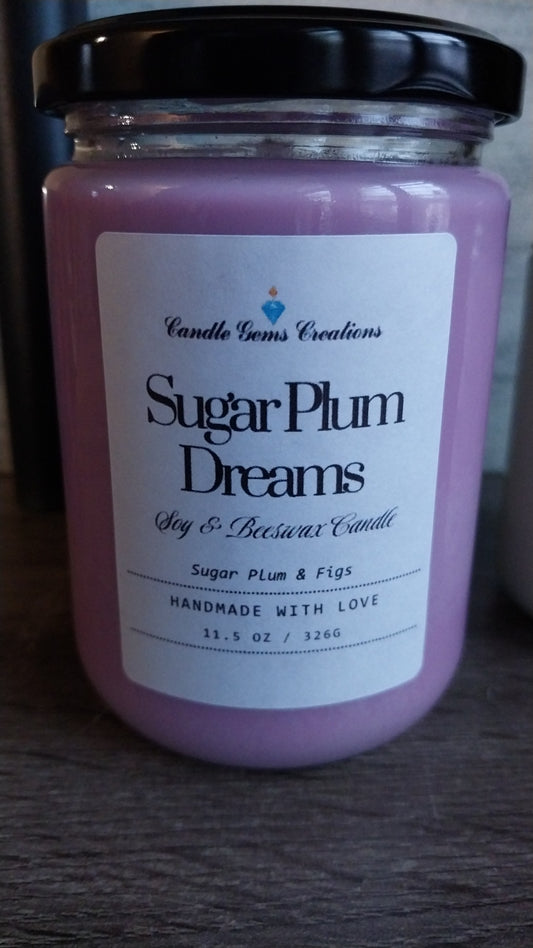 Candle Gems Creations
Sugar Plum
Dreams
Soy & Beeswax Candle
Sugar Plum & Figs
HANDMADE WITH LOVE
11.5 OZ / 326G